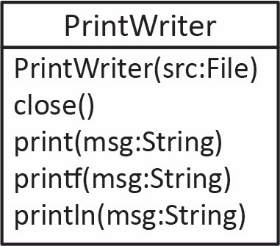 PrintWriter
PrintWriter(src:File)
close()
print(msg:String)
printf(msg:String)
println(msg:String)